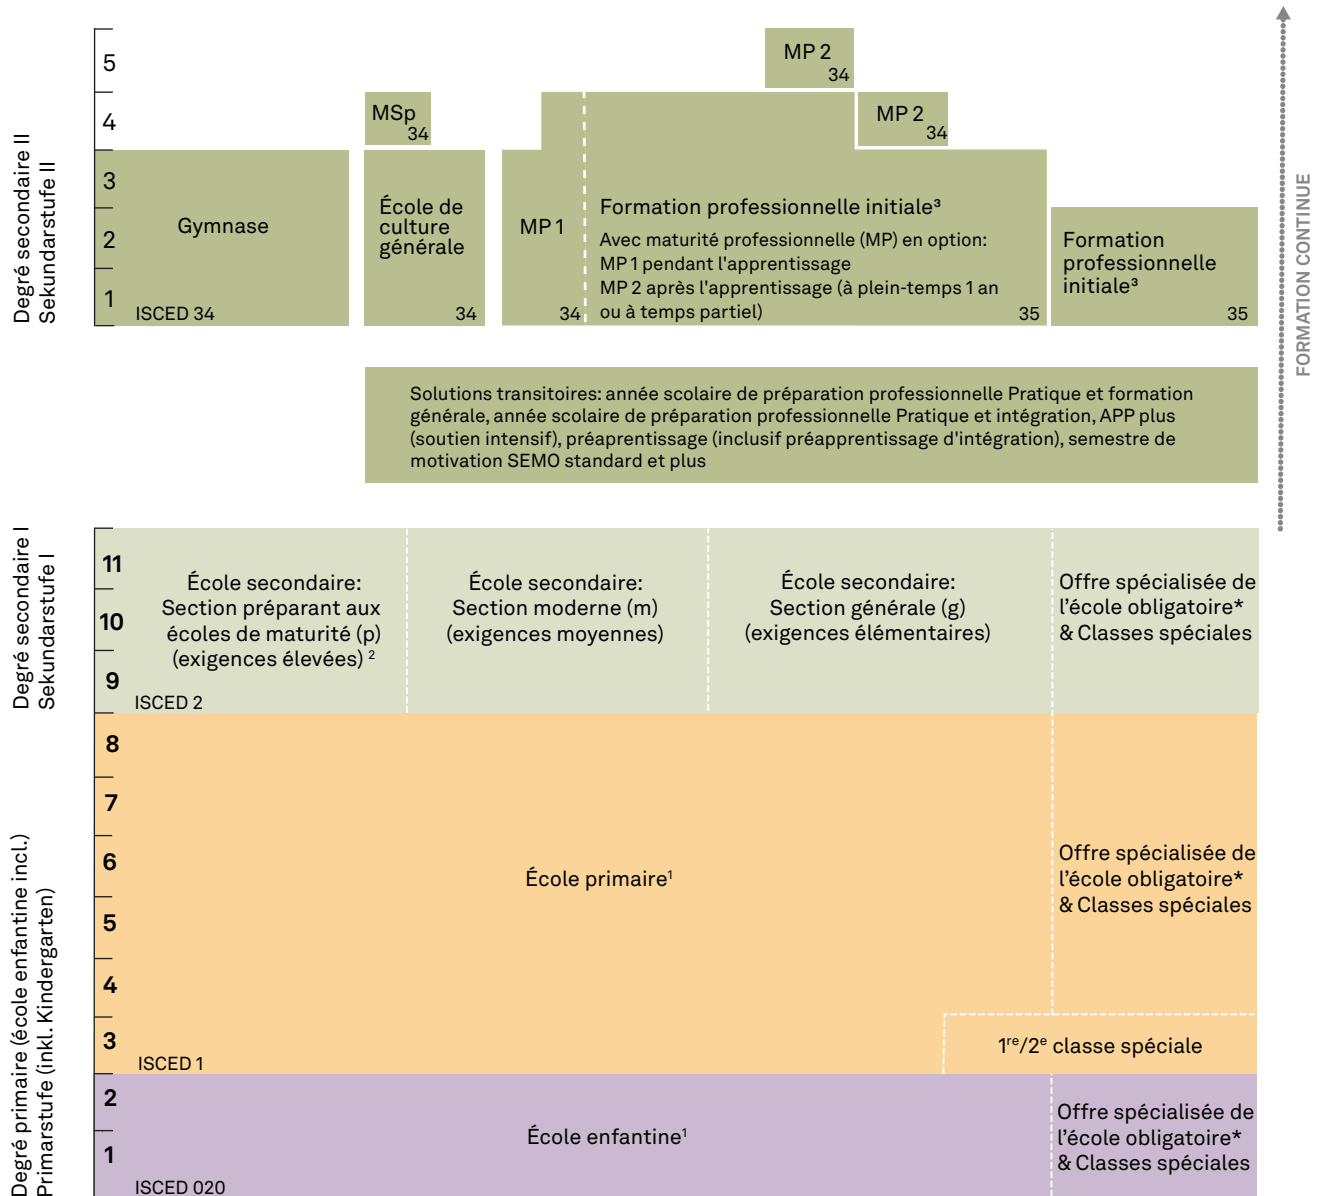 5
MP 2
34
4
MSp
34
MP 2
34
Degré secondaire II
Sekundarstufe II
3
2
1
Gymnase
ISCED 34
École de
culture
générale
34
MP 1
34
Formation professionnelle initiale³
Avec maturité professionnelle (MP) en option:
MP 1 pendant l'apprentissage
MP 2 après l'apprentissage (à plein-temps 1 an
ou à temps partiel)
35
Formation
professionnelle
initiale³
35
FORMATION CONTINUE
Solutions transitoires: année scolaire de préparation professionnelle Pratique et formation
générale, année scolaire de préparation professionnelle Pratique et intégration, APP plus
(soutien intensif), préaprentissage (inclusif préapprentissage d'intégration), semestre de
motivation SEMO standard et plus
Degré secondaire I
Sekundarstufe I
11
10
9
École secondaire:
Section préparant aux
écoles de maturité (p)
(exigences élevées) ²
ISCED 2
École secondaire:
Section moderne (m)
(exigences moyennes)
École secondaire:
Section générale (g)
(exigences élémentaires)
Offre spécialisée de
l'école obligatoire*
& Classes spéciales
Degré primaire (école enfantine incl.)
Primarstufe (inkl. Kindergarten)
8
7
6
5
4
3
École primaire¹
ISCED 1
Offre spécialisée de
l'école obligatoire*
& Classes spéciales
1re/2e classe spéciale
2
1
École enfantine¹
ISCED 020
Offre spécialisée de
l'école obligatoire*
& Classes spéciales